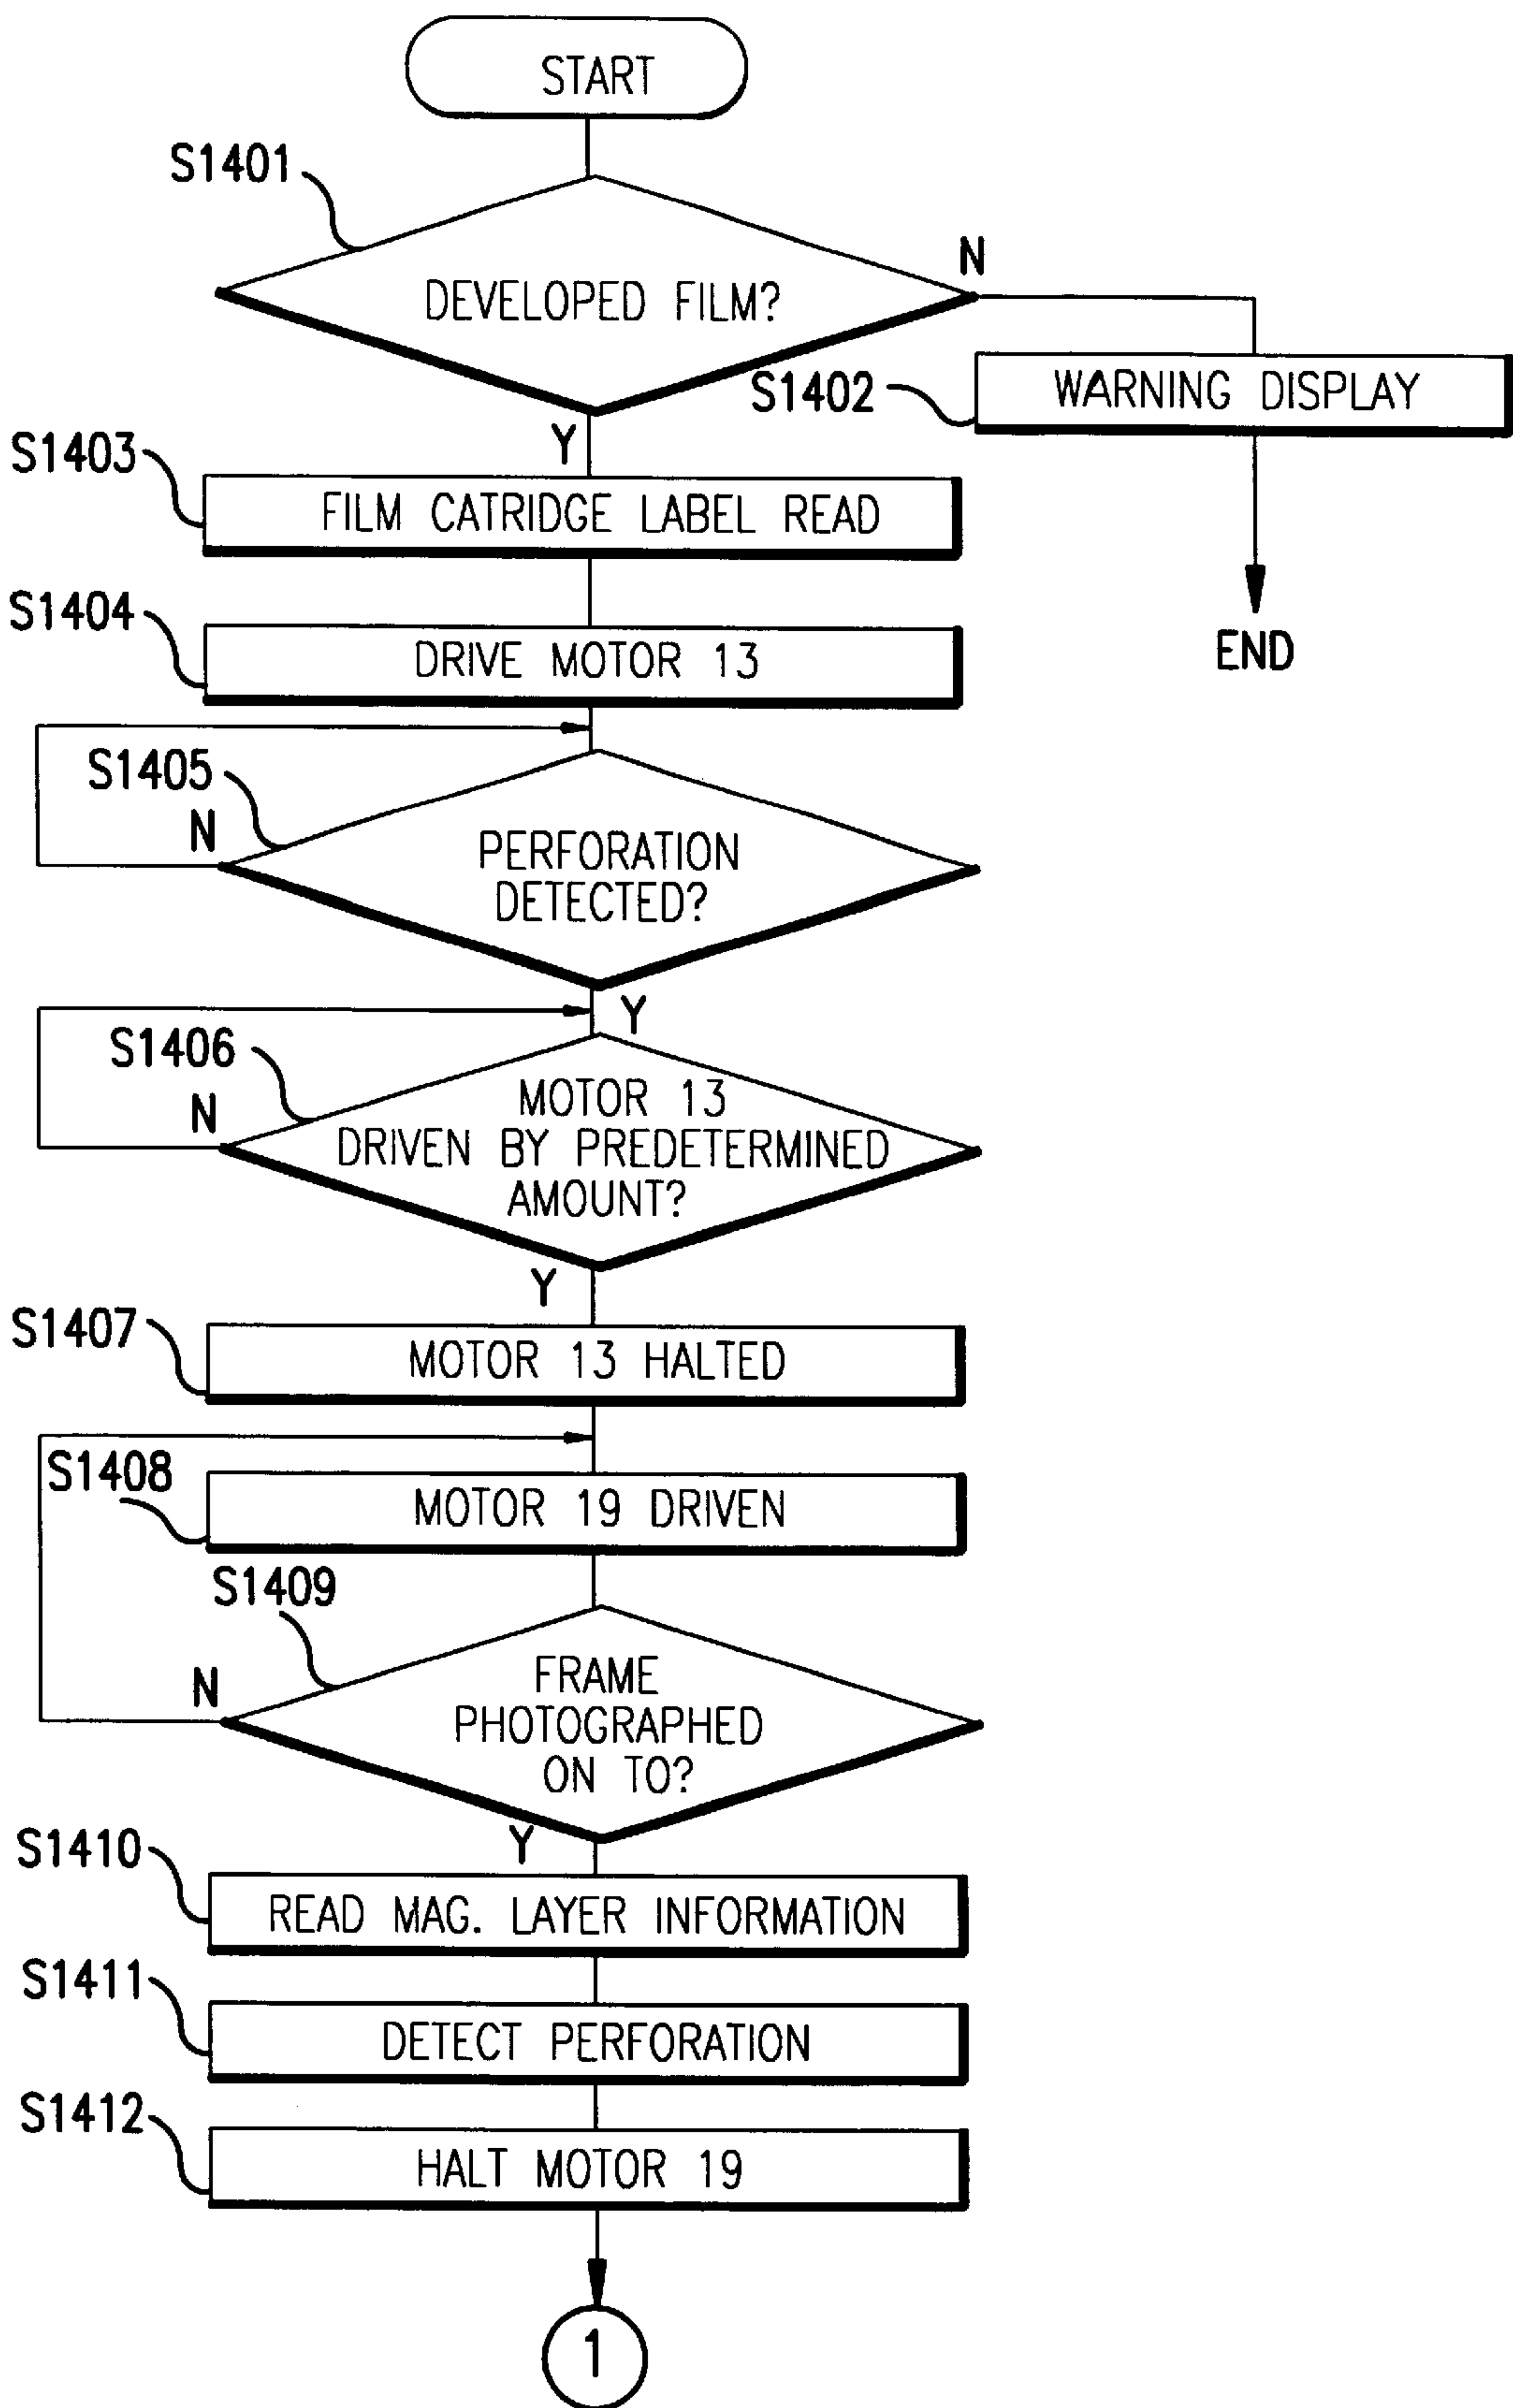 START
S1401
DEVELOPED FILM?
N
S1402
WARNING DISPLAY
END
Y
S1403
FILM CATRIDGE LABEL READ
S1404
DRIVE MOTOR 13
S1405
N
PERFORATION
DETECTED?
Y
S1406
N
MOTOR 13
DRIVEN BY PREDETERMINED
AMOUNT?
Y
S1407
MOTOR 13 HALTED
S1408
MOTOR 19 DRIVEN
S1409
N
FRAME
PHOTOGRAPHED
ON TO?
Y
S1410
READ MAG. LAYER INFORMATION
S1411
DETECT PERFORATION
S1412
HALT MOTOR 19
1